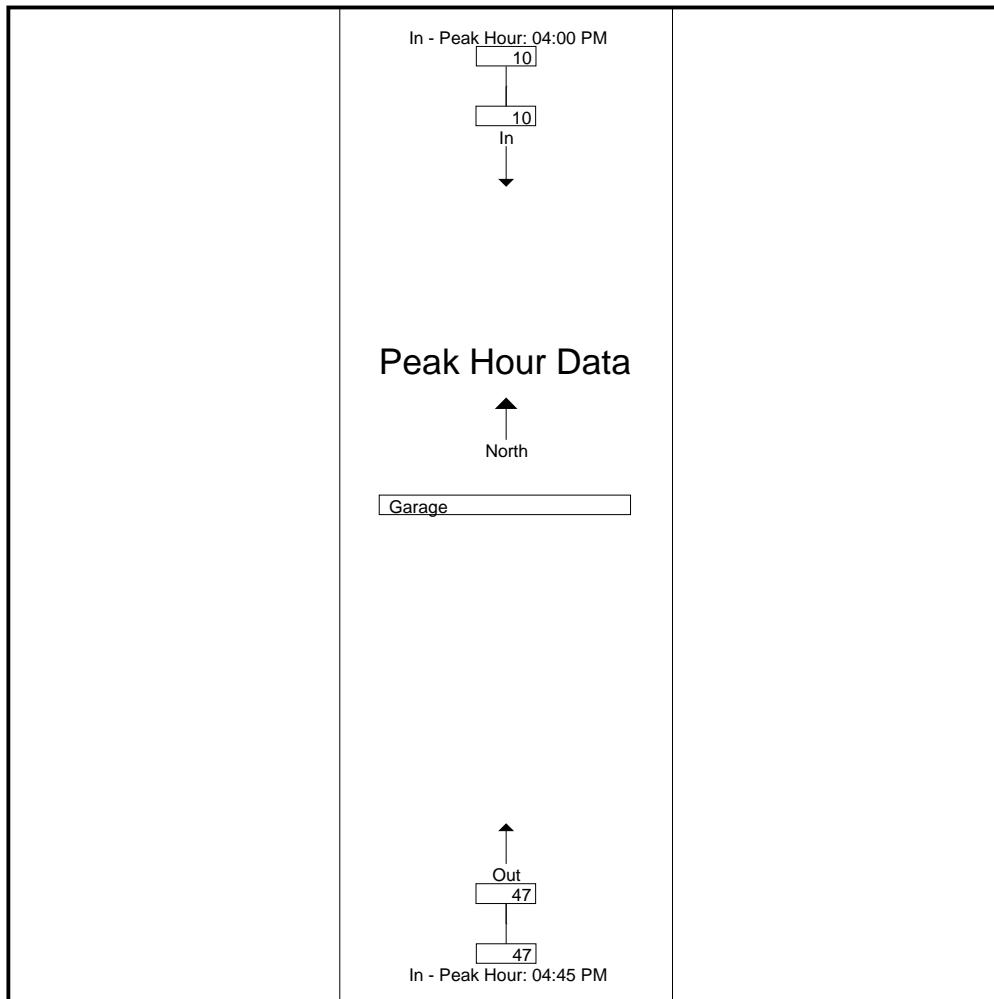 In - Peak Hour: 04:00 PM
10
10
In
Peak Hour Data
North
Garage
Out
47
47
In - Peak Hour: 04:45 PM